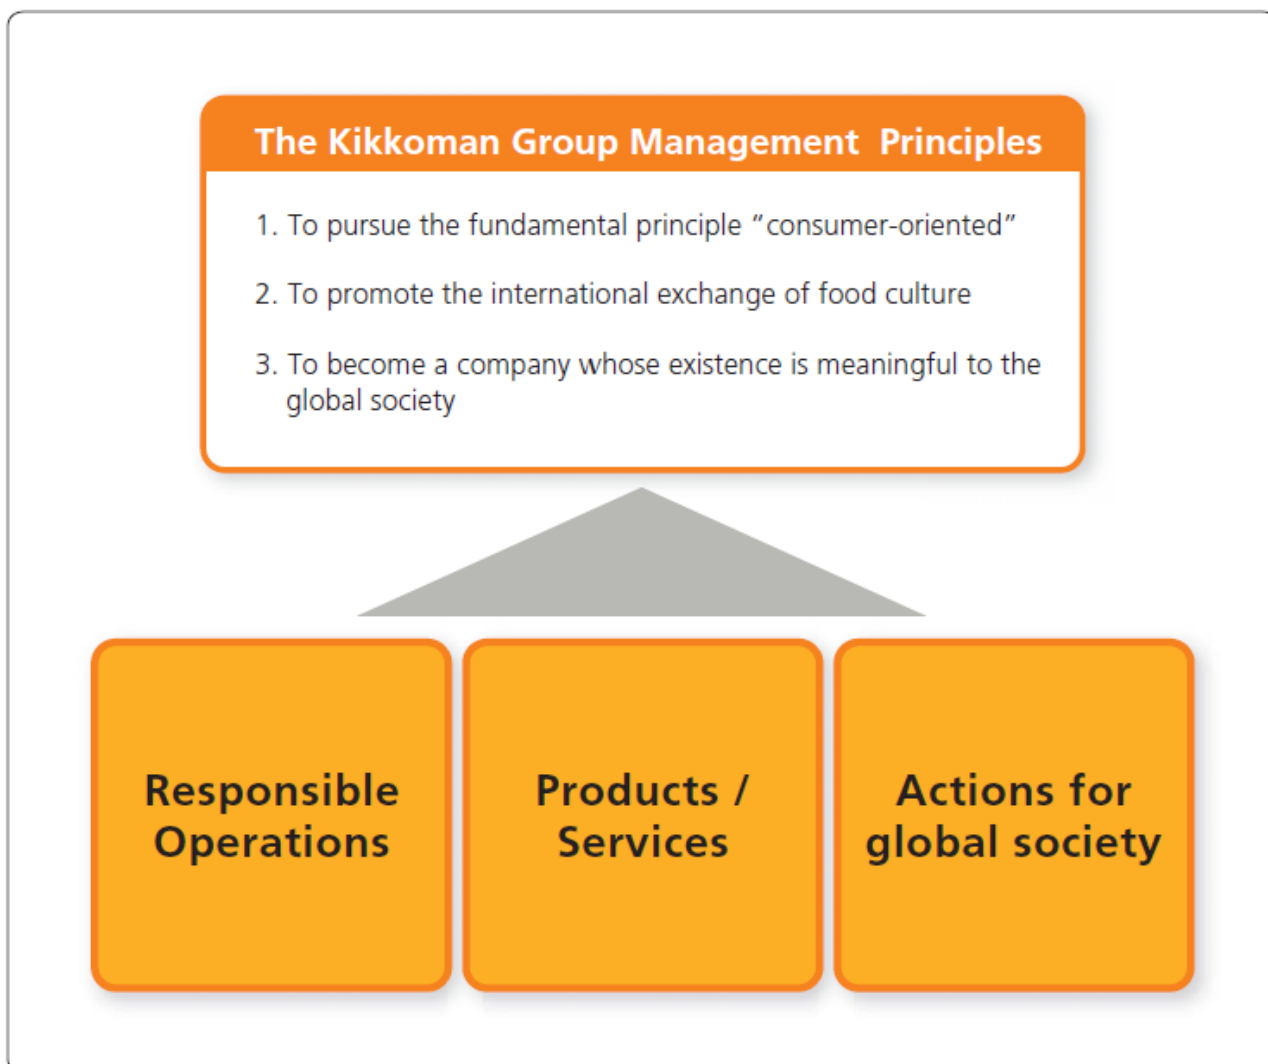 The Kikkoman Group Management Principles
1. To pursue the fundamental principle “consumer-oriented”
2. To promote the international exchange of food culture
3. To become a company whose existence is meaningful to the
global society
Responsible
Operations
Products /
Services
Actions for
global society